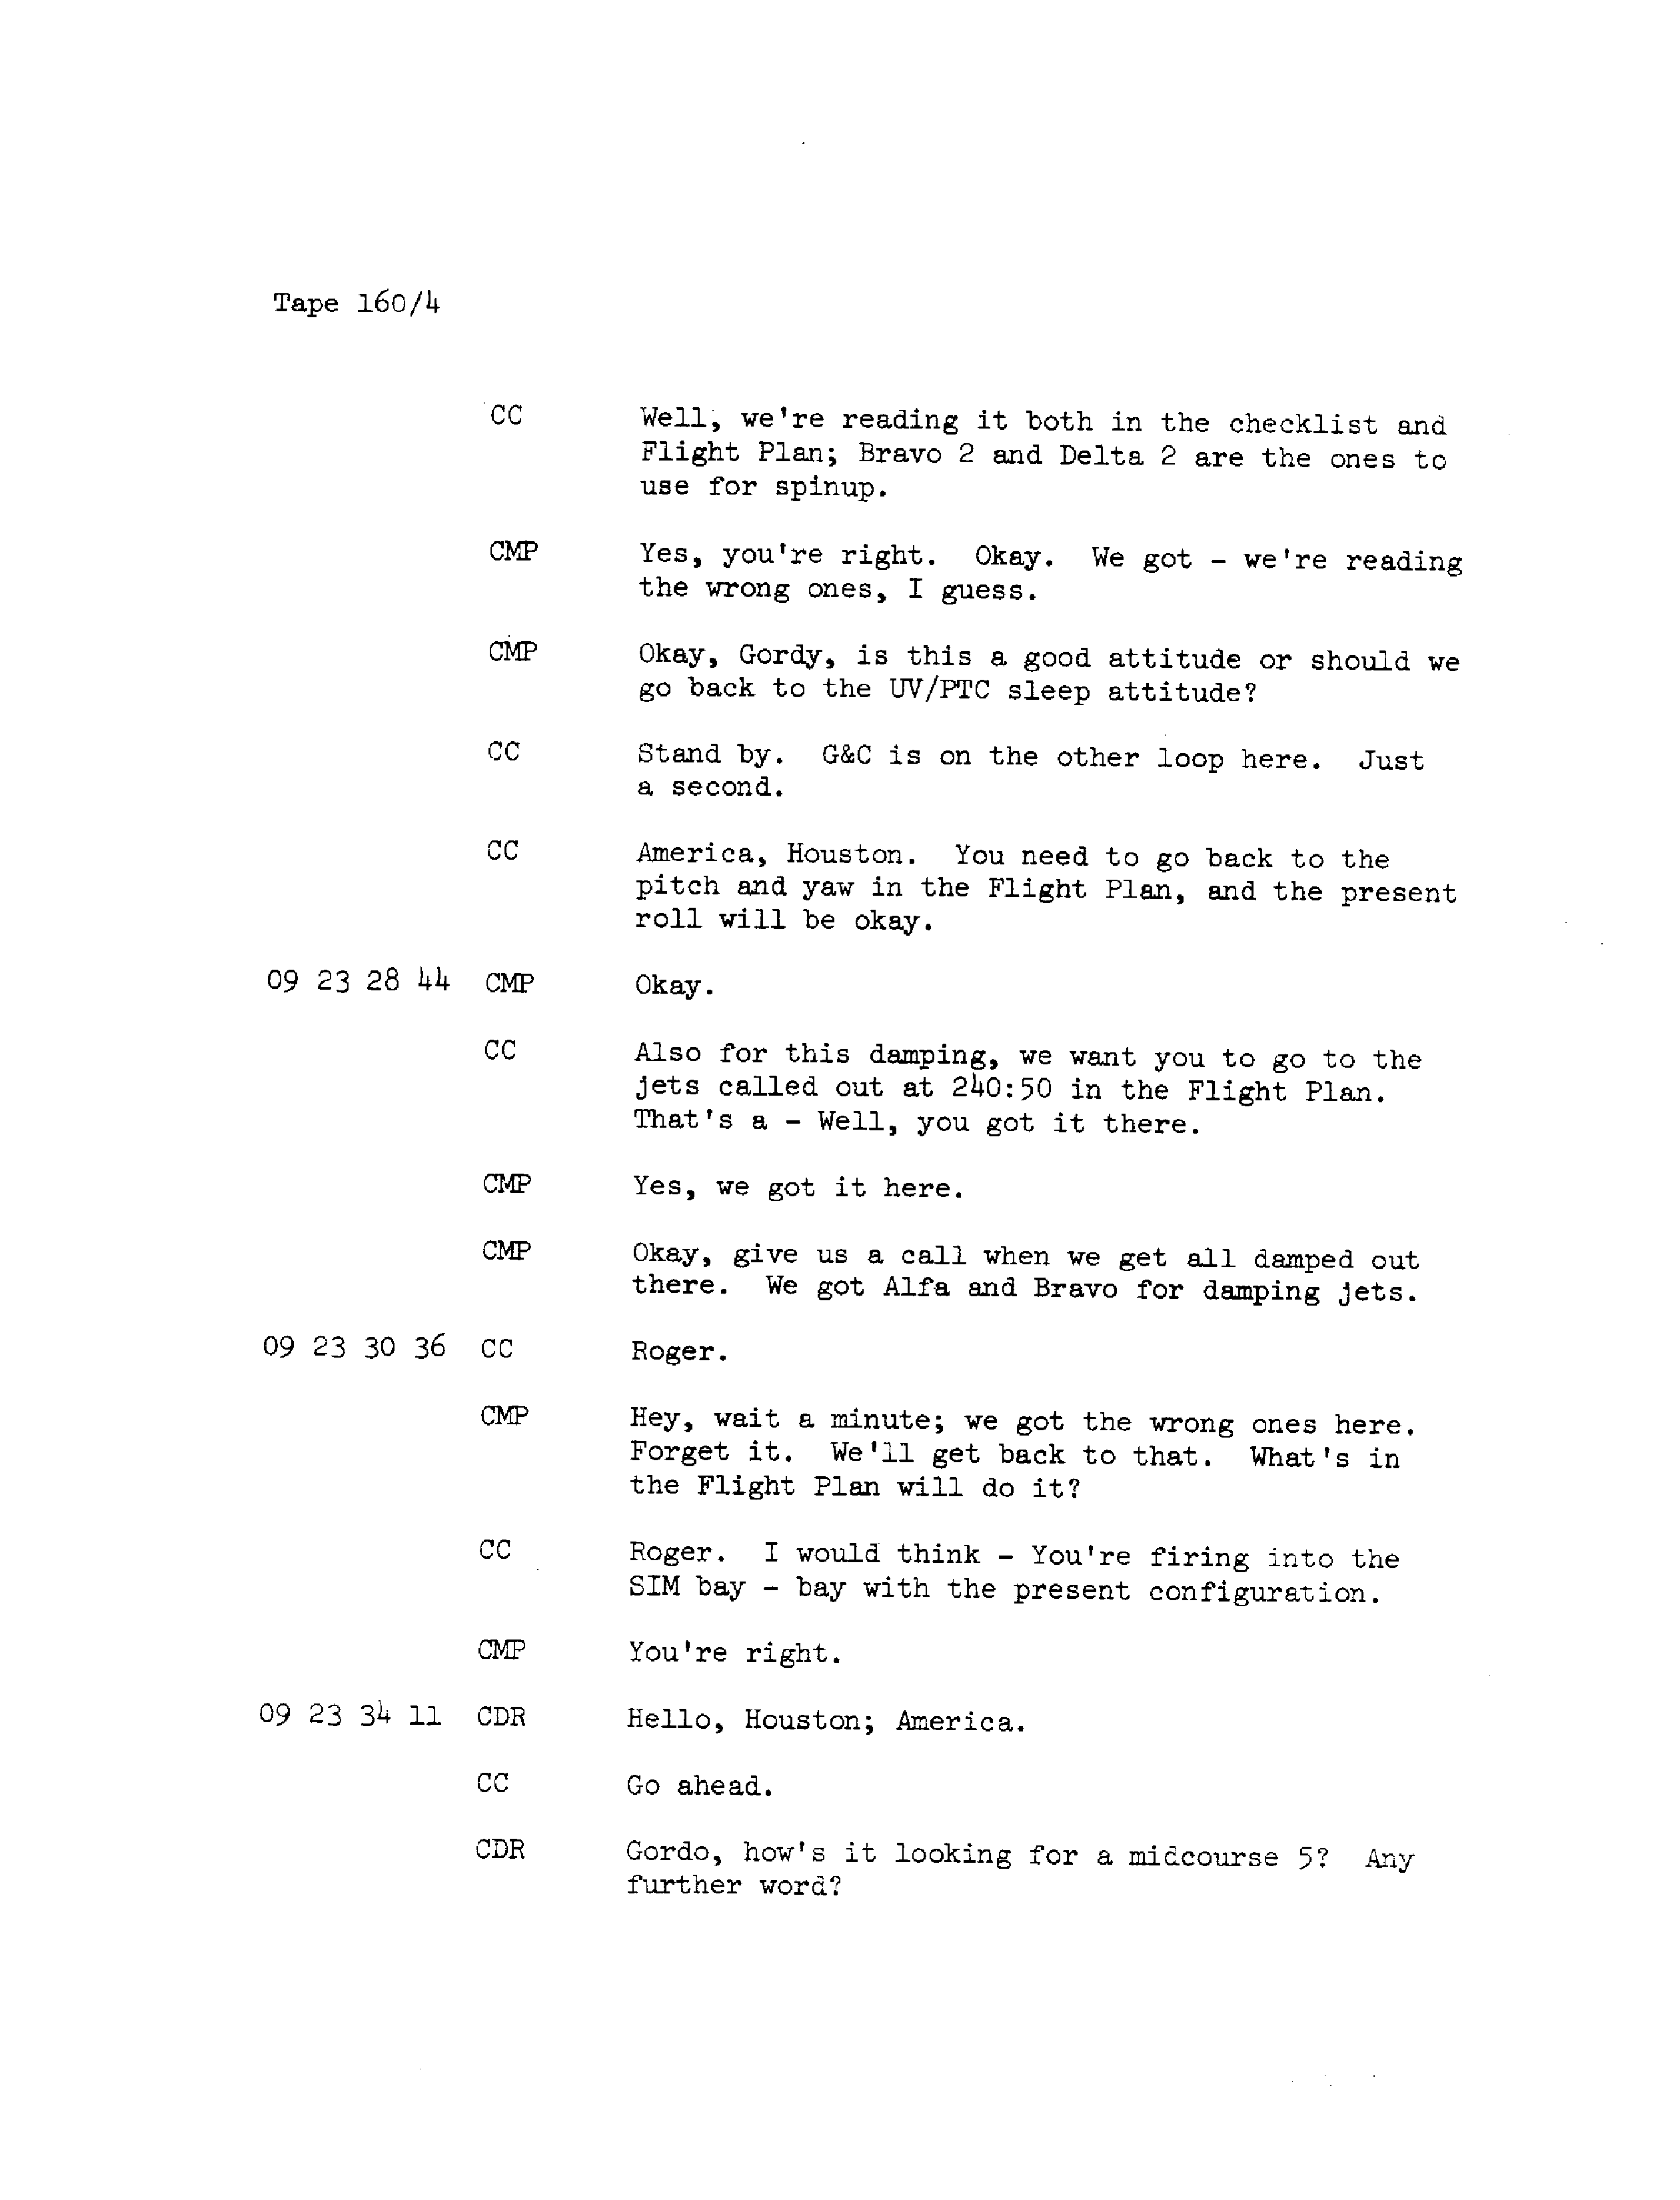 Tape 160/4
CC Well, we're reading it both in the checklist and
Flight Plan; Bravo 2 and Delta 2 are the ones to
use for spinup.
CMP Yes, you're right. Okay. We got - we're reading
the wrong ones, I guess.
CMP Okay, Gordy, is this a good attitude or should we
go back to the UV/PTC sleep attitude?
CC Stand by. G&C is on the other loop here. Just
a second.
CC America, Houston. You need to go back to the
pitch and yaw in the Flight Plan, and the present
roll will be okay.
09 23 28 44 CMP Okay.
CC Also for this damping, we want you to go to the
jets called out at 240:50 in the Flight Plan.
That's a - Well, you got it there.
CMP Yes, we got it here.
CMP Okay, give us a call when we get all damped out
there. We got Alfa and Bravo for damping jets.
09 23 30 36 CC Roger.
CMP Hey, wait a minute; we got the wrong ones here.
Forget it. We'll get back to that. What's in
the Flight Plan will do it?
CC Roger. I would think - You're firing into the
SIM bay - bay with the present configuration.
CMP You're right.
09 23 34 11 CDR Hello, Houston; America.
CC Go ahead.
CDR Gordo, how's it looking for a midcourse 5? Any
further word?